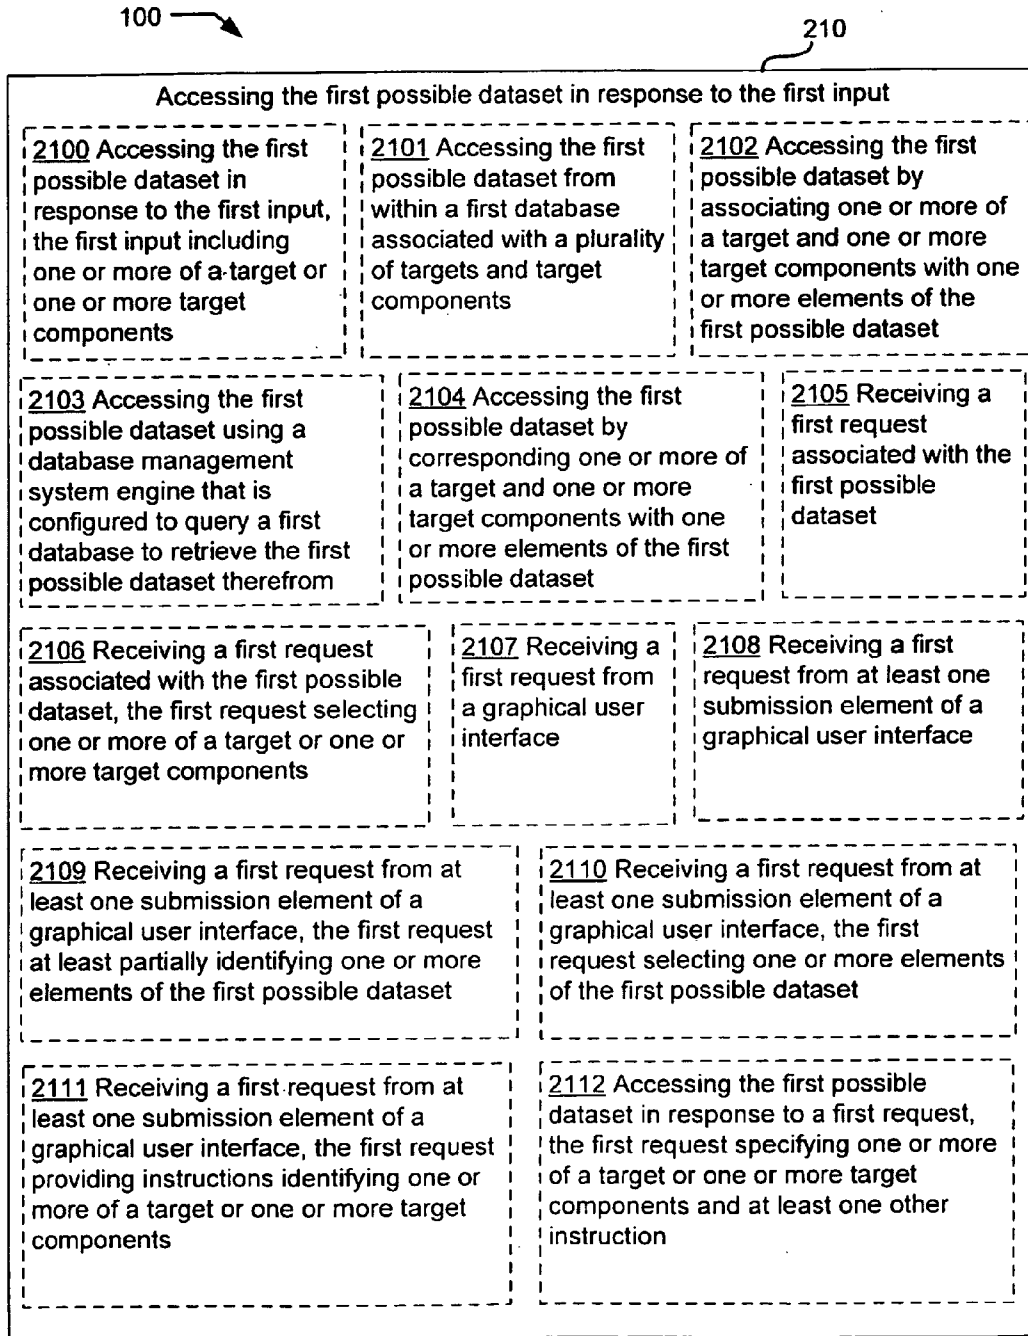 100
210
Accessing the first possible dataset in response to the first input
2100 Accessing the first
possible dataset in
response to the first input,
the first input including
one or more of a target or
one or more target
components
2101 Accessing the first
possible dataset from
within a first database
associated with a plurality
of targets and target
components
2102 Accessing the first
possible dataset by
associating one or more of
a target and one or more
target components with one
or more elements of the
first possible dataset
2103 Accessing the first
possible dataset using a
database management
system engine that is
configured to query a first
database to retrieve the first
possible dataset therefrom
2104 Accessing the first
possible dataset by
corresponding one or more of
a target and one or more
target components with one
or more elements of the first
possible dataset
2105 Receiving a
first request
associated with the
first possible
dataset
2106 Receiving a first request
associated with the first possible
dataset, the first request selecting
one or more of a target or one or
more target components
2107 Receiving a
first request from
a graphical user
interface
2108 Receiving a first
request from at least one
submission element of a
graphical user interface
2109 Receiving a first request from at
least one submission element of a
graphical user interface, the first request
at least partially identifying one or more
elements of the first possible dataset
2110 Receiving a first request from at
least one submission element of a
graphical user interface, the first
request selecting one or more elements
of the first possible dataset
2111 Receiving a first request from at
least one submission element of a
graphical user interface, the first request
providing instructions identifying one or
more of a target or one or more target
components
2112 Accessing the first possible
dataset in response to a first request,
the first request specifying one or more
of a target or one or more target
components and at least one other
instruction